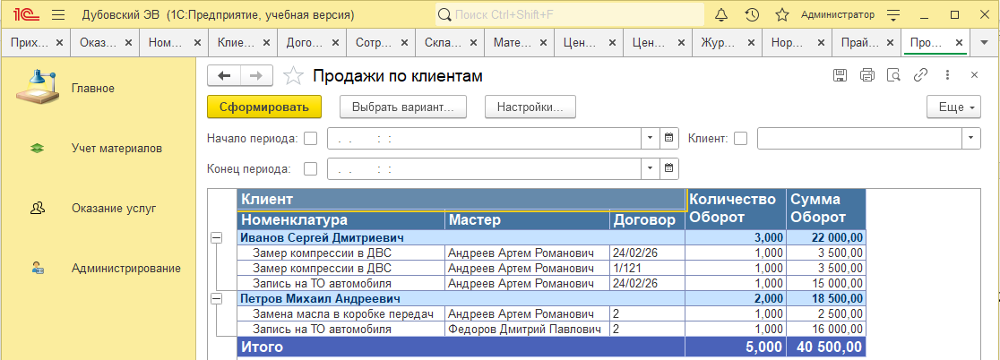 1С Дубовский ЭВ (1С:Предприятие, учебная версия) Поиск Ctrl+Shift+F Администратор
Прих... Оказ... Ном... Клие... Дого... Сотр... Скла... Мате... Цен... Цен... Жур... Нор... Прай... Про...
Главное
Учет материалов
Оказание услуг
Администрирование
Продажи по клиентам
Сформировать Выбрать вариант... Настройки... Еще
Начало периода: . . : : Клиент:
Конец периода: . . : :
Клиент Количество Оборот Сумма Оборот
Номенклатура Мастер Договор
Иванов Сергей Дмитриевич 3,000 22 000,00
Замер компрессии в ДВС Андреев Артем Романович 24/02/26 1,000 3 500,00
Замер компрессии в ДВС Андреев Артем Романович 1/121 1,000 3 500,00
Запись на ТО автомобиля Андреев Артем Романович 24/02/26 1,000 15 000,00
Петров Михаил Андреевич 2,000 18 500,00
Замена масла в коробке передач Андреев Артем Романович 2 1,000 2 500,00
Запись на ТО автомобиля Федоров Дмитрий Павлович 2 1,000 16 000,00
Итого 5,000 40 500,00